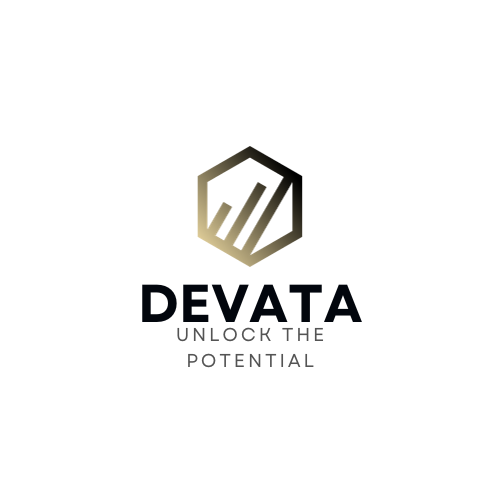 DEVATA
UNLOCK THE
POTENTIAL